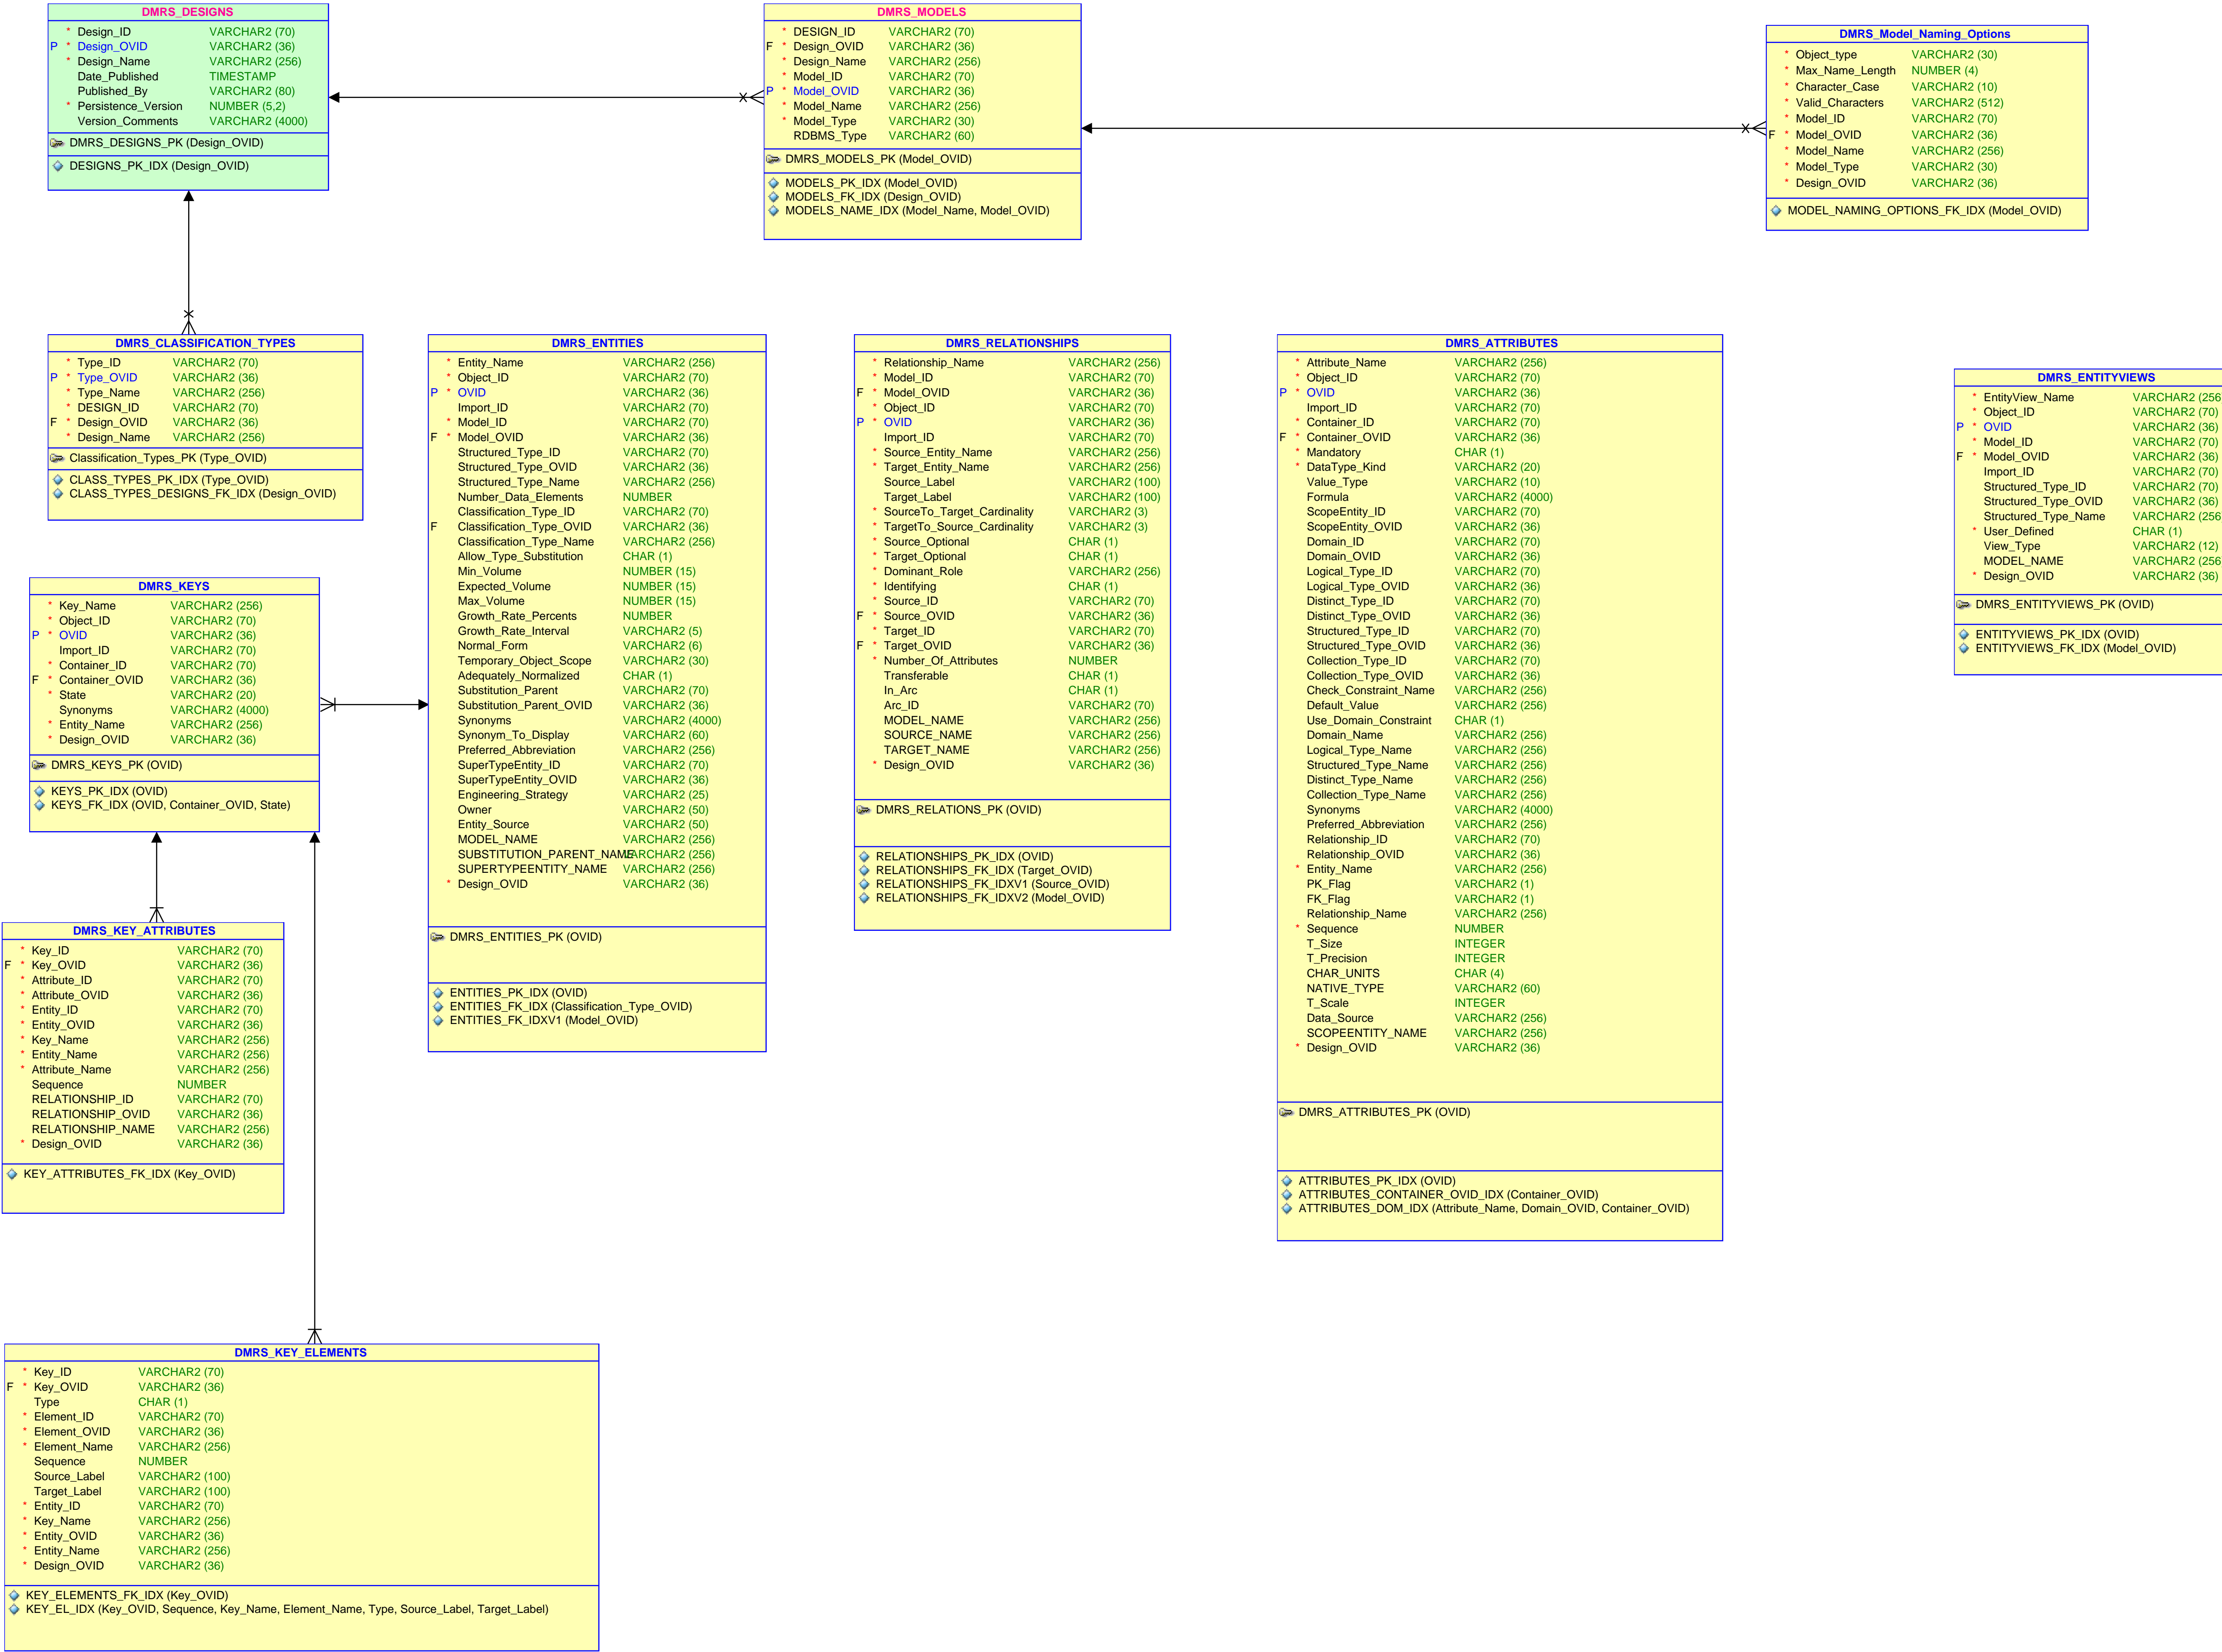 DMRS_DESIGNS
* Design_ID VARCHAR2 (70)
P * Design_OVID VARCHAR2 (36)
* Design_Name VARCHAR2 (256)
Date_Published TIMESTAMP
Published_By VARCHAR2 (80)
* Persistence_Version NUMBER (5,2)
Version_Comments VARCHAR2 (4000)
DMRS_DESIGNS_PK (Design_OVID)
DESIGNS_PK_IDX (Design_OVID)
DMRS_MODELS
* DESIGN_ID VARCHAR2 (70)
F * Design_OVID VARCHAR2 (36)
* Design_Name VARCHAR2 (256)
* Model_ID VARCHAR2 (70)
P * Model_OVID VARCHAR2 (36)
* Model_Name VARCHAR2 (256)
* Model_Type VARCHAR2 (30)
RDBMS_Type VARCHAR2 (60)
DMRS_MODELS_PK (Model_OVID)
MODELS_PK_IDX (Model_OVID)
MODELS_FK_IDX (Design_OVID)
MODELS_NAME_IDX (Model_Name, Model_OVID)
DMRS_Model_Naming_Options
* Object_type VARCHAR2 (30)
* Max_Name_Length NUMBER (4)
* Character_Case VARCHAR2 (10)
* Valid_Characters VARCHAR2 (512)
* Model_ID VARCHAR2 (70)
F * Model_OVID VARCHAR2 (36)
* Model_Name VARCHAR2 (256)
* Model_Type VARCHAR2 (30)
* Design_OVID VARCHAR2 (36)
MODEL_NAMING_OPTIONS_FK_IDX (Model_OVID)
DMRS_CLASSIFICATION_TYPES
* Type_ID VARCHAR2 (70)
P * Type_OVID VARCHAR2 (36)
* Type_Name VARCHAR2 (256)
* DESIGN_ID VARCHAR2 (70)
F * Design_OVID VARCHAR2 (36)
* Design_Name VARCHAR2 (256)
Classification_Types_PK (Type_OVID)
CLASS_TYPES_PK_IDX (Type_OVID)
CLASS_TYPES_DESIGNS_FK_IDX (Design_OVID)
DMRS_KEYS
* Key_Name VARCHAR2 (256)
* Object_ID VARCHAR2 (70)
P * OVID VARCHAR2 (36)
Import_ID VARCHAR2 (70)
* Container_ID VARCHAR2 (70)
F * Container_OVID VARCHAR2 (36)
* State VARCHAR2 (20)
Synonyms VARCHAR2 (4000)
* Entity_Name VARCHAR2 (256)
* Design_OVID VARCHAR2 (36)
DMRS_KEYS_PK (OVID)
KEYS_PK_IDX (OVID)
KEYS_FK_IDX (OVID, Container_OVID, State)
DMRS_KEY_ATTRIBUTES
* Key_ID VARCHAR2 (70)
F * Key_OVID VARCHAR2 (36)
* Attribute_ID VARCHAR2 (70)
* Attribute_OVID VARCHAR2 (36)
* Entity_ID VARCHAR2 (70)
* Entity_OVID VARCHAR2 (36)
* Key_Name VARCHAR2 (256)
* Entity_Name VARCHAR2 (256)
* Attribute_Name VARCHAR2 (256)
Sequence NUMBER
RELATIONSHIP_ID VARCHAR2 (70)
RELATIONSHIP_OVID VARCHAR2 (36)
RELATIONSHIP_NAME VARCHAR2 (256)
* Design_OVID VARCHAR2 (36)
KEY_ATTRIBUTES_FK_IDX (Key_OVID)
DMRS_ENTITIES
* Entity_Name VARCHAR2 (256)
* Object_ID VARCHAR2 (70)
P * OVID VARCHAR2 (36)
Import_ID VARCHAR2 (70)
* Model_ID VARCHAR2 (70)
F * Model_OVID VARCHAR2 (36)
Structured_Type_ID VARCHAR2 (70)
Structured_Type_OVID VARCHAR2 (36)
Structured_Type_Name VARCHAR2 (256)
Number_Data_Elements NUMBER
Classification_Type_ID VARCHAR2 (70)
F Classification_Type_OVID VARCHAR2 (36)
Classification_Type_Name VARCHAR2 (256)
Allow_Type_Substitution CHAR (1)
Min_Volume NUMBER (15)
Expected_Volume NUMBER (15)
Max_Volume NUMBER (15)
Growth_Rate_Percents NUMBER
Growth_Rate_Interval VARCHAR2 (5)
Normal_Form VARCHAR2 (6)
Temporary_Object_Scope VARCHAR2 (30)
Adequately_Normalized CHAR (1)
Substitution_Parent VARCHAR2 (70)
Substitution_Parent_OVID VARCHAR2 (36)
Synonyms VARCHAR2 (4000)
Synonym_To_Display VARCHAR2 (60)
Preferred_Abbreviation VARCHAR2 (256)
SuperTypeEntity_ID VARCHAR2 (70)
SuperTypeEntity_OVID VARCHAR2 (36)
Engineering_Strategy VARCHAR2 (25)
Owner VARCHAR2 (50)
Entity_Source VARCHAR2 (50)
MODEL_NAME VARCHAR2 (256)
SUBSTITUTION_PARENT_NAME VARCHAR2 (256)
SUPERTYPEENTITY_NAME VARCHAR2 (256)
* Design_OVID VARCHAR2 (36)
DMRS_ENTITIES_PK (OVID)
ENTITIES_PK_IDX (OVID)
ENTITIES_FK_IDX (Classification_Type_OVID)
ENTITIES_FK_IDXV1 (Model_OVID)
DMRS_RELATIONSHIPS
* Relationship_Name VARCHAR2 (256)
* Model_ID VARCHAR2 (70)
F * Model_OVID VARCHAR2 (36)
* Object_ID VARCHAR2 (70)
P * OVID VARCHAR2 (36)
Import_ID VARCHAR2 (70)
* Source_Entity_Name VARCHAR2 (256)
* Target_Entity_Name VARCHAR2 (256)
Source_Label VARCHAR2 (100)
Target_Label VARCHAR2 (100)
* SourceTo_Target_Cardinality VARCHAR2 (3)
* TargetTo_Source_Cardinality VARCHAR2 (3)
* Source_Optional CHAR (1)
* Target_Optional CHAR (1)
* Dominant_Role VARCHAR2 (256)
* Identifying CHAR (1)
* Source_ID VARCHAR2 (70)
F * Source_OVID VARCHAR2 (36)
* Target_ID VARCHAR2 (70)
F * Target_OVID VARCHAR2 (36)
* Number_Of_Attributes NUMBER
Transferable CHAR (1)
In_Arc CHAR (1)
Arc_ID VARCHAR2 (70)
MODEL_NAME VARCHAR2 (256)
SOURCE_NAME VARCHAR2 (256)
TARGET_NAME VARCHAR2 (256)
* Design_OVID VARCHAR2 (36)
DMRS_RELATIONS_PK (OVID)
RELATIONSHIPS_PK_IDX (OVID)
RELATIONSHIPS_FK_IDX (Target_OVID)
RELATIONSHIPS_FK_IDXV1 (Source_OVID)
RELATIONSHIPS_FK_IDXV2 (Model_OVID)
DMRS_ATTRIBUTES
* Attribute_Name VARCHAR2 (256)
* Object_ID VARCHAR2 (70)
P * OVID VARCHAR2 (36)
Import_ID VARCHAR2 (70)
* Container_ID VARCHAR2 (70)
F * Container_OVID VARCHAR2 (36)
* Mandatory CHAR (1)
* DataType_Kind VARCHAR2 (20)
Value_Type VARCHAR2 (10)
Formula VARCHAR2 (4000)
ScopeEntity_ID VARCHAR2 (70)
ScopeEntity_OVID VARCHAR2 (36)
Domain_ID VARCHAR2 (70)
Domain_OVID VARCHAR2 (36)
Logical_Type_ID VARCHAR2 (70)
Logical_Type_OVID VARCHAR2 (36)
Distinct_Type_ID VARCHAR2 (70)
Distinct_Type_OVID VARCHAR2 (36)
Structured_Type_ID VARCHAR2 (70)
Structured_Type_OVID VARCHAR2 (36)
Collection_Type_ID VARCHAR2 (70)
Collection_Type_OVID VARCHAR2 (36)
Check_Constraint_Name VARCHAR2 (256)
Default_Value VARCHAR2 (256)
Use_Domain_Constraint CHAR (1)
Domain_Name VARCHAR2 (256)
Logical_Type_Name VARCHAR2 (256)
Structured_Type_Name VARCHAR2 (256)
Distinct_Type_Name VARCHAR2 (256)
Collection_Type_Name VARCHAR2 (256)
Synonyms VARCHAR2 (4000)
Preferred_Abbreviation VARCHAR2 (256)
Relationship_ID VARCHAR2 (70)
Relationship_OVID VARCHAR2 (36)
* Entity_Name VARCHAR2 (256)
PK_Flag VARCHAR2 (1)
FK_Flag VARCHAR2 (1)
Relationship_Name VARCHAR2 (256)
* Sequence NUMBER
T_Size INTEGER
T_Precision INTEGER
CHAR_UNITS CHAR (4)
NATIVE_TYPE VARCHAR2 (60)
T_Scale INTEGER
Data_Source VARCHAR2 (256)
SCOPEENTITY_NAME VARCHAR2 (256)
* Design_OVID VARCHAR2 (36)
DMRS_ATTRIBUTES_PK (OVID)
ATTRIBUTES_PK_IDX (OVID)
ATTRIBUTES_CONTAINER_OVID_IDX (Container_OVID)
ATTRIBUTES_DOM_IDX (Attribute_Name, Domain_OVID, Container_OVID)
DMRS_ENTITYVIEWS
* EntityView_Name VARCHAR2 (256
* Object_ID VARCHAR2 (70)
P * OVID VARCHAR2 (36)
* Model_ID VARCHAR2 (70)
F * Model_OVID VARCHAR2 (36)
Import_ID VARCHAR2 (70)
Structured_Type_ID VARCHAR2 (70)
Structured_Type_OVID VARCHAR2 (36)
Structured_Type_Name VARCHAR2 (256
* User_Defined CHAR (1)
View_Type VARCHAR2 (12)
MODEL_NAME VARCHAR2 (256
* Design_OVID VARCHAR2 (36)
DMRS_ENTITYVIEWS_PK (OVID)
ENTITYVIEWS_PK_IDX (OVID)
ENTITYVIEWS_FK_IDX (Model_OVID)
DMRS_KEY_ELEMENTS
* Key_ID VARCHAR2 (70)
F * Key_OVID VARCHAR2 (36)
Type CHAR (1)
* Element_ID VARCHAR2 (70)
* Element_OVID VARCHAR2 (36)
* Element_Name VARCHAR2 (256)
Sequence NUMBER
Source_Label VARCHAR2 (100)
Target_Label VARCHAR2 (100)
* Entity_ID VARCHAR2 (70)
* Key_Name VARCHAR2 (256)
* Entity_OVID VARCHAR2 (36)
* Entity_Name VARCHAR2 (256)
* Design_OVID VARCHAR2 (36)
KEY_ELEMENTS_FK_IDX (Key_OVID)
KEY_EL_IDX (Key_OVID, Sequence, Key_Name, Element_Name, Type, Source_Label, Target_Label)